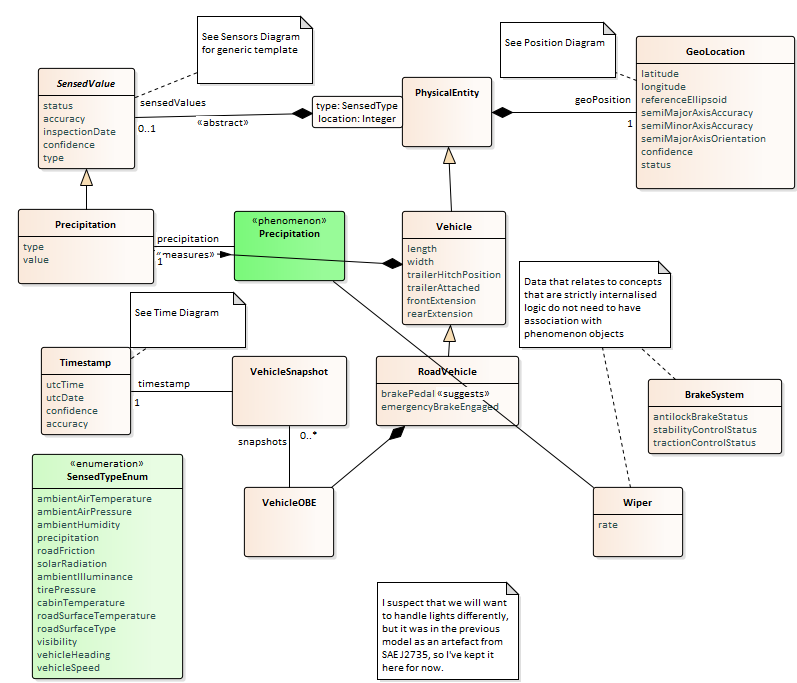 See Sensors Diagram
for generic template
See Position Diagram
GeoLocation
latitude
longitude
referenceEllipsoid
semiMajorAxisAccuracy
semiMinorAxisAccuracy
semiMajorAxisOrientation
confidence
status
SensedValue
status
accuracy
inspectionDate
confidence
type
sensedValues
0..1
«abstract»
type: SensedType
location: Integer
PhysicalEntity
geoPosition
1
Precipitation
type
value
precipitation
«measures»
1
«phenomenon»
Precipitation
Vehicle
length
width
trailerHitchPosition
trailerAttached
frontExtension
rearExtension
Data that relates to concepts
that are strictly internalised
logic do not need to have
association with
phenomenon objects
See Time Diagram
Timestamp
utcTime
utcDate
confidence
accuracy
timestamp
1
VehicleSnapshot
RoadVehicle
brakePedal
«suggests»
emergencyBrakeEngaged
BrakeSystem
antilockBrakeStatus
stabilityControlStatus
tractionControlStatus
snapshots
0..*
«enumeration»
SensedTypeEnum
ambientAirTemperature
ambientAirPressure
ambientHumidity
precipitation
roadFriction
solarRadiation
ambientIlluminance
tirePressure
cabinTemperature
roadSurfaceTemperature
roadSurfaceType
visibility
vehicleHeading
vehicleSpeed
VehicleOBE
Wiper
rate
I suspect that we will want
to handle lights differently,
but it was in the previous
model as an artefact from
SAEJ2735, so I've kept it
here for now.